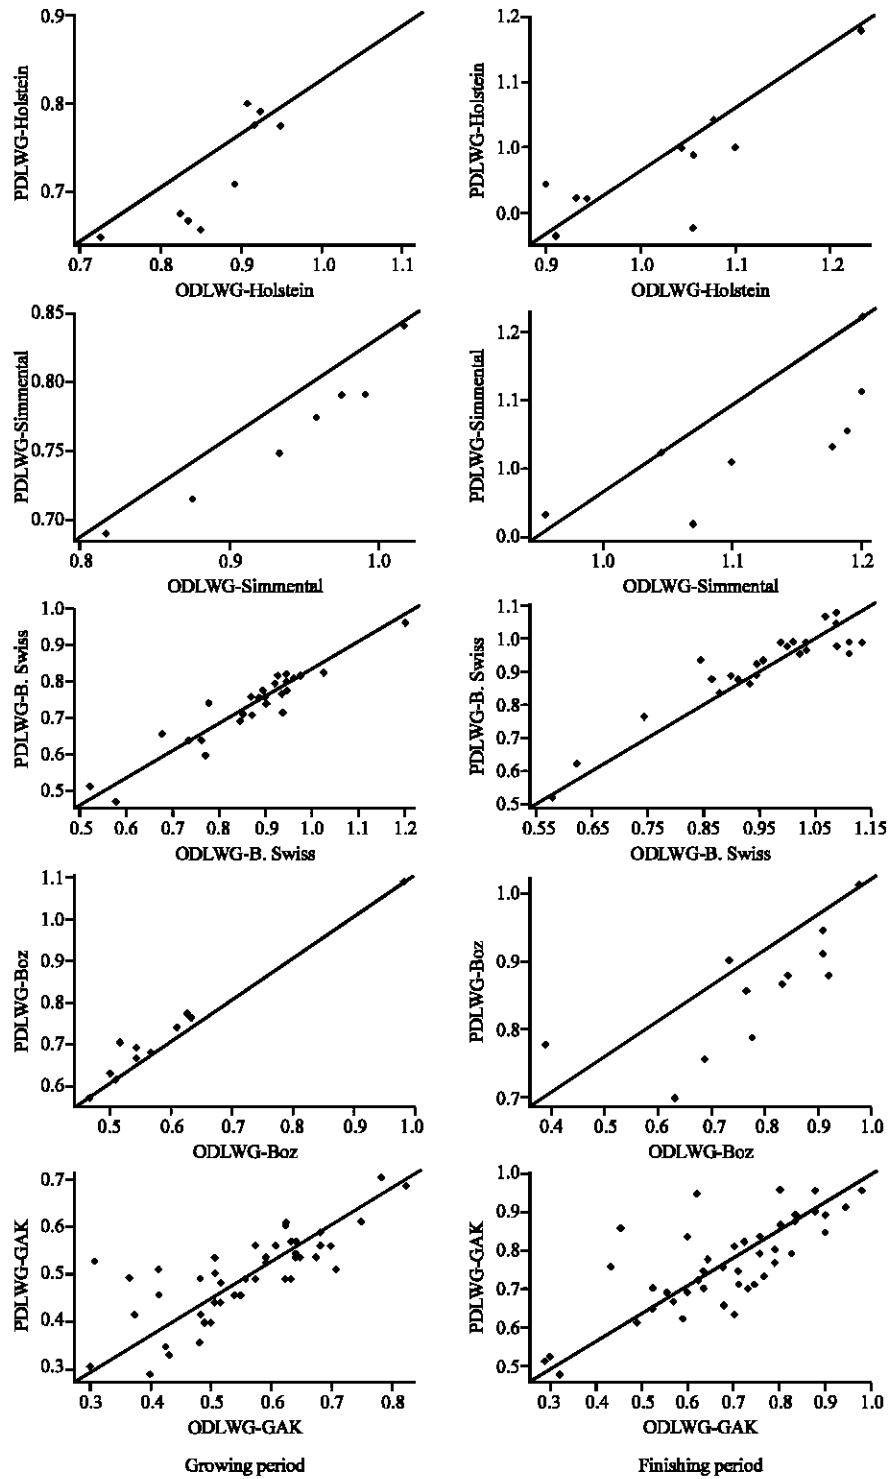 0.9
0.8
0.7
PDLWG-Holstein
0.7 0.8 0.9 1.0 1.1
ODLWG-Holstein
1.2
1.1
1.0
0.0
PDLWG-Holstein
0.9 1.0 1.1 1.2
ODLWG-Holstein
0.85
0.80
0.75
0.70
PDLWG-Simmental
0.8 0.9 1.0
ODLWG-Simmental
1.2
1.1
1.0
0.0
PDLWG-Simmental
1.0 1.1 1.2
ODLWG-Simmental
1.0
0.9
0.8
0.7
0.6
0.5
PDLWG-B. Swiss
0.5 0.6 0.7 0.8 0.9 1.0 1.1 1.2
ODLWG-B. Swiss
1.1
1.0
0.9
0.8
0.7
0.6
0.5
PDLWG-B. Swiss
0.55 0.65 0.75 0.85 0.95 1.05 1.15
ODLWG-B. Swiss
1.1
1.0
0.9
0.8
0.7
0.6
PDLWG-Boz
0.5 0.6 0.7 0.8 0.9 1.0
ODLWG-Boz
1.0
0.9
0.8
0.7
PDLWG-Boz
0.4 0.5 0.6 0.7 0.8 0.9 1.0
ODLWG-Boz
0.7
0.6
0.5
0.4
0.3
PDLWG-GAK
0.3 0.4 0.5 0.6 0.7 0.8
ODLWG-GAK
Growing period
1.0
0.9
0.8
0.7
0.6
0.5
PDLWG-GAK
0.3 0.4 0.5 0.6 0.7 0.8 0.9 1.0
ODLWG-GAK
Finishing period